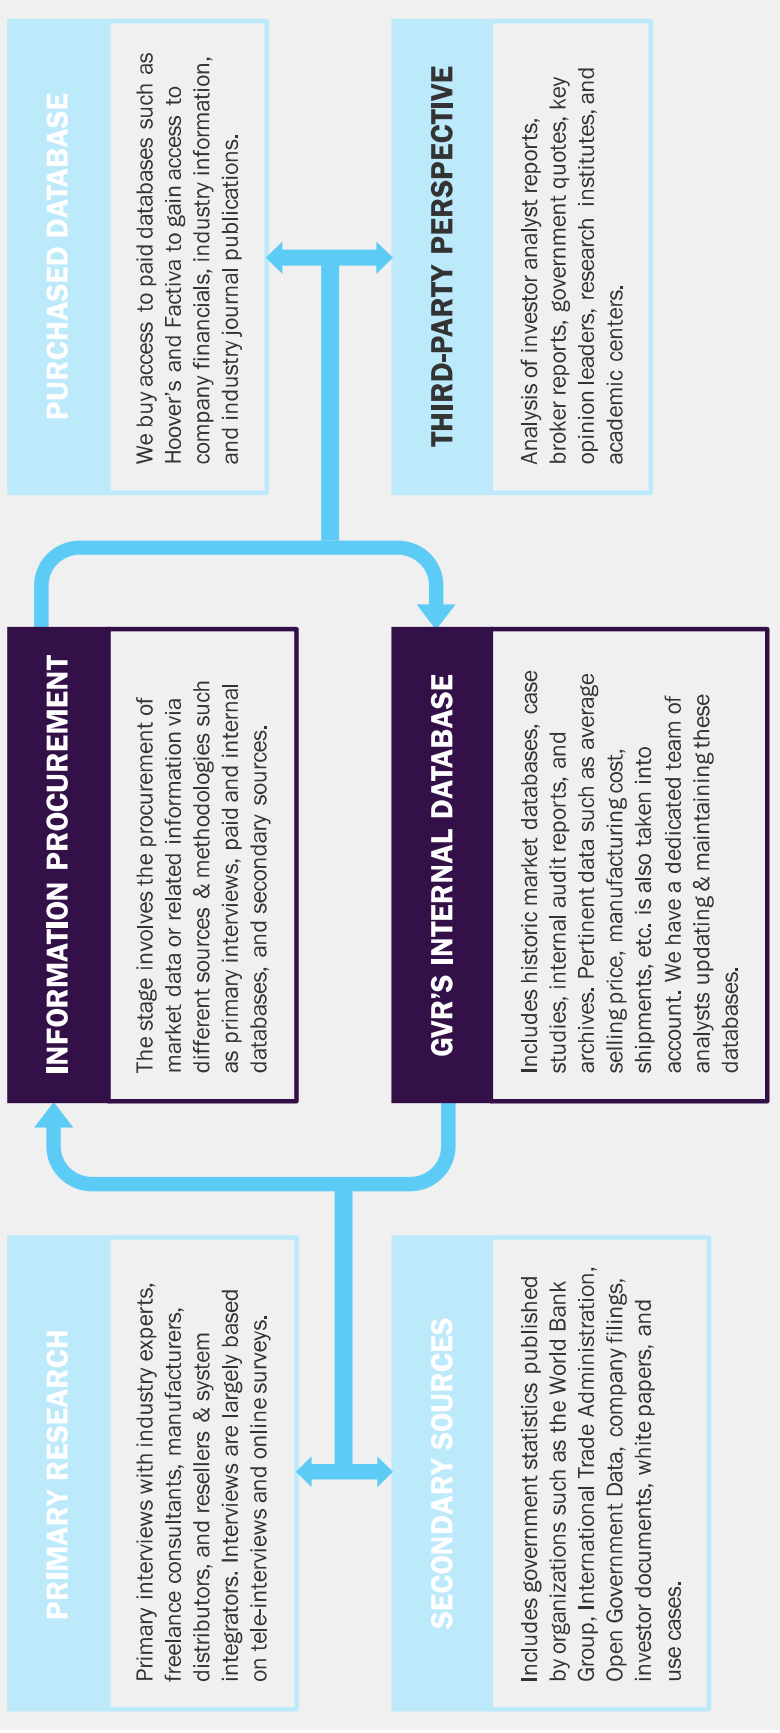 PRIMARY RESEARCH
Primary interviews with industry experts,
freelance consultants, manufacturers,
distributors, and resellers & system
integrators. Interviews are largely based
on tele-interviews and online surveys.
INFORMATION PROCUREMENT
The stage involves the procurement of
market data or related information via
different sources & methodologies such
as primary interviews, paid and internal
databases, and secondary sources.
PURCHASED DATABASE
We buy access to paid databases such as
Hoover's and Factiva to gain access to
company financials, industry information,
and industry journal publications.
SECONDARY SOURCES
Includes government statistics published
by organizations such as the World Bank
Group, International Trade Administration,
Open Government Data, company filings,
investor documents, white papers, and
use cases.
GVR'S INTERNAL DATABASE
Includes historic market databases, case
studies, internal audit reports, and
archives. Pertinent data such as average
selling price, manufacturing cost,
shipments, etc. is also taken into
account. We have a dedicated team of
analysts updating & maintaining these
databases.
THIRD-PARTY PERSPECTIVE
Analysis of investor analyst reports,
broker reports, government quotes, key
opinion leaders, research institutes, and
academic centers.